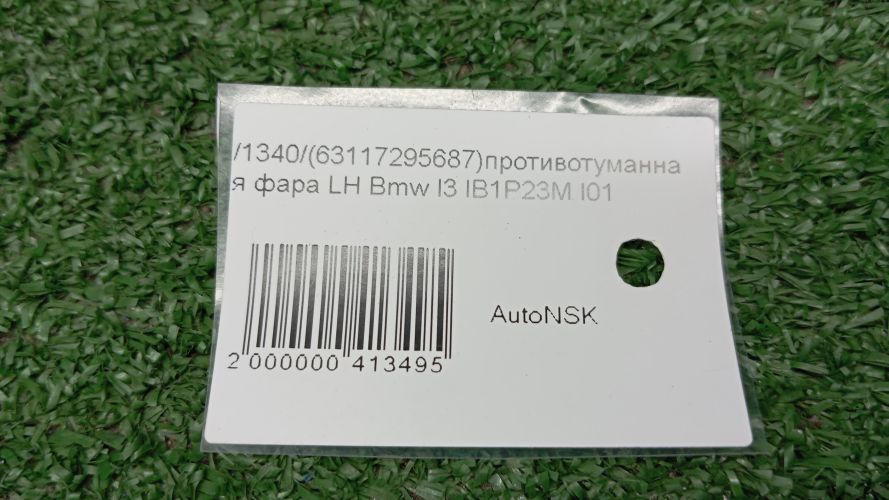 /1340/(63117295687)противотуманна
я фара LH Bmw I3 IB1P23M I01
AutoNSK
2 000000 413495